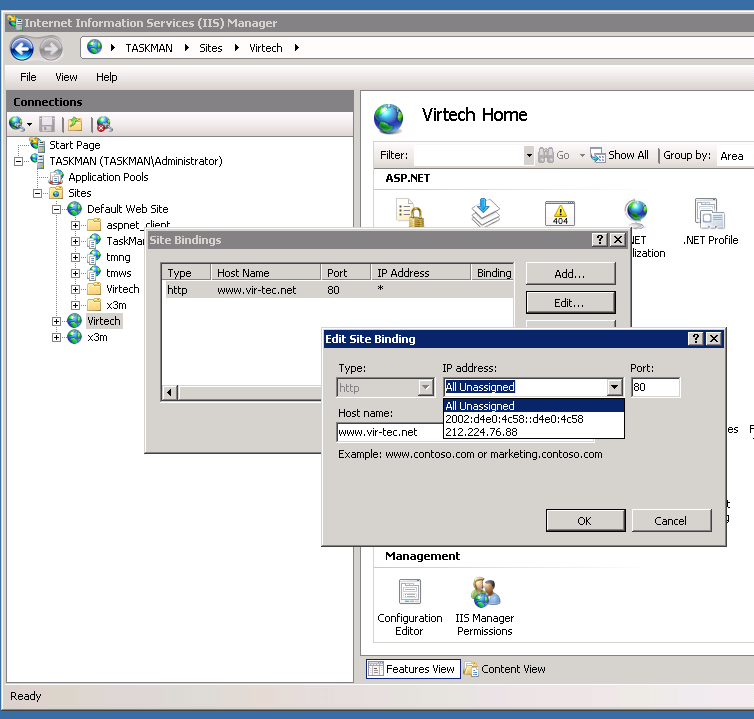 Internet Information Services (IIS) Manager
TASKMAN Sites Virtech
File View Help
Connections
Start Page
TASKMAN (TASKMAN\Administrator)
Application Pools
Sites
Default Web Site
aspnet_client
TaskMa
tmng
tmws
Virtech
x3m
Virtech
x3m
Virtech Home
Filter: Go Show All Group by: Area
ASP.NET
404
.NET Profile
NET
lization
Site Bindings
Type Host Name Port IP Address Binding
http www.vir-tec.net 80 *
Add...
Edit...
Edit Site Binding
Type: IP address: Port:
http All Unassigned 80
All Unassigned
2002:d4e0:4c58::d4e0:4c58
212.224.76.88
Host name:
www.vir-tec.net
Example: www.contoso.com or marketing.contoso.com
OK Cancel
es
Management
Configuration
Editor
IIS Manager
Permissions
Features View Content View
Ready